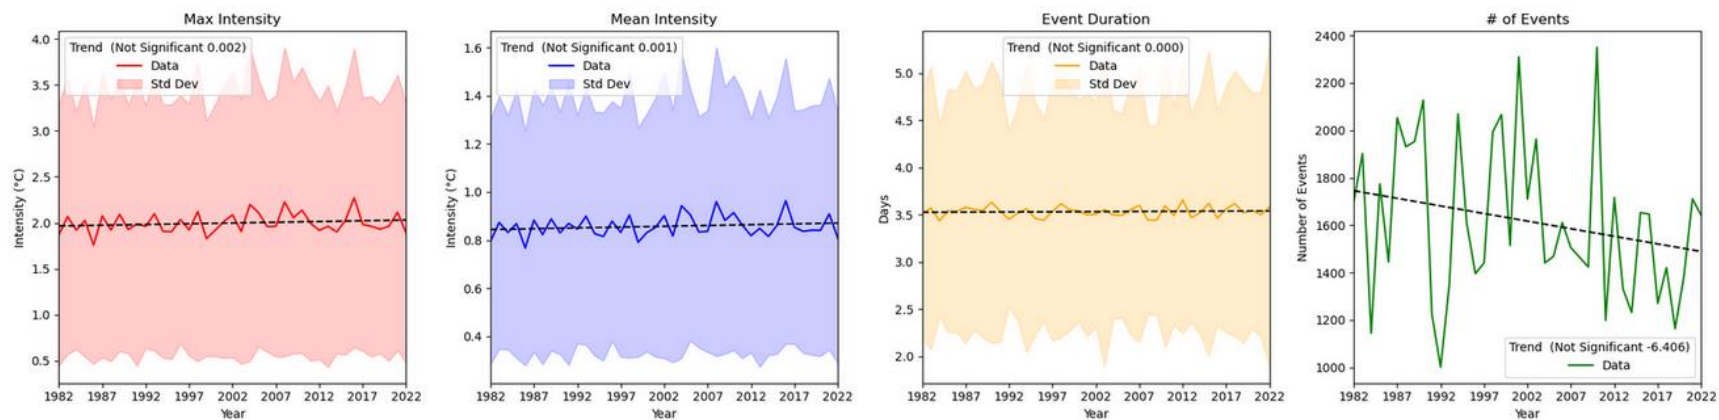 Max Intensity
Trend (Not Significant 0.002)
Data
Std Dev
Intensity (°C)
4.0
3.5
3.0
2.5
2.0
1.5
1.0
0.5
1982 1987 1992 1997 2002 2007 2012 2017 2022
Year
Mean Intensity
Trend (Not Significant 0.001)
Data
Std Dev
Intensity (°C)
1.6
1.4
1.2
1.0
0.8
0.6
0.4
1982 1987 1992 1997 2002 2007 2012 2017 2022
Year
Event Duration
Trend (Not Significant 0.000)
Data
Std Dev
Days
5.0
4.5
4.0
3.5
3.0
2.5
2.0
1982 1987 1992 1997 2002 2007 2012 2017 2022
Year
# of Events
Number of Events
2400
2200
2000
1800
1600
1400
1200
1000
Trend (Not Significant -6.406)
Data
1982 1987 1992 1997 2002 2007 2012 2017 2022
Year